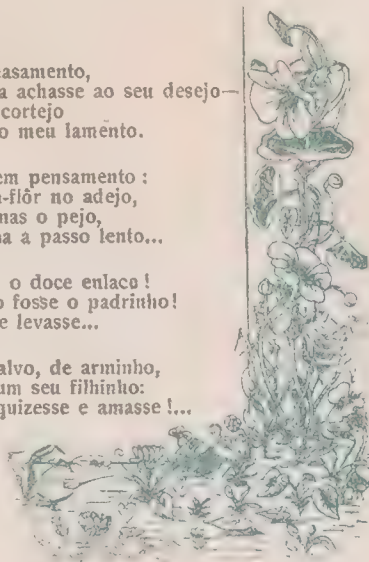 asamento,
a achasse ao seu desejo—
cortejo
o meu lamento.
em pensamento :
-flôr no adejo,
nas o pejo,
a a passo lento...
o doce enlace !
o fosse o padrinho!
e levasse...
alvo, de arminho,
um seu filhinho:
quizesse e amasse !...